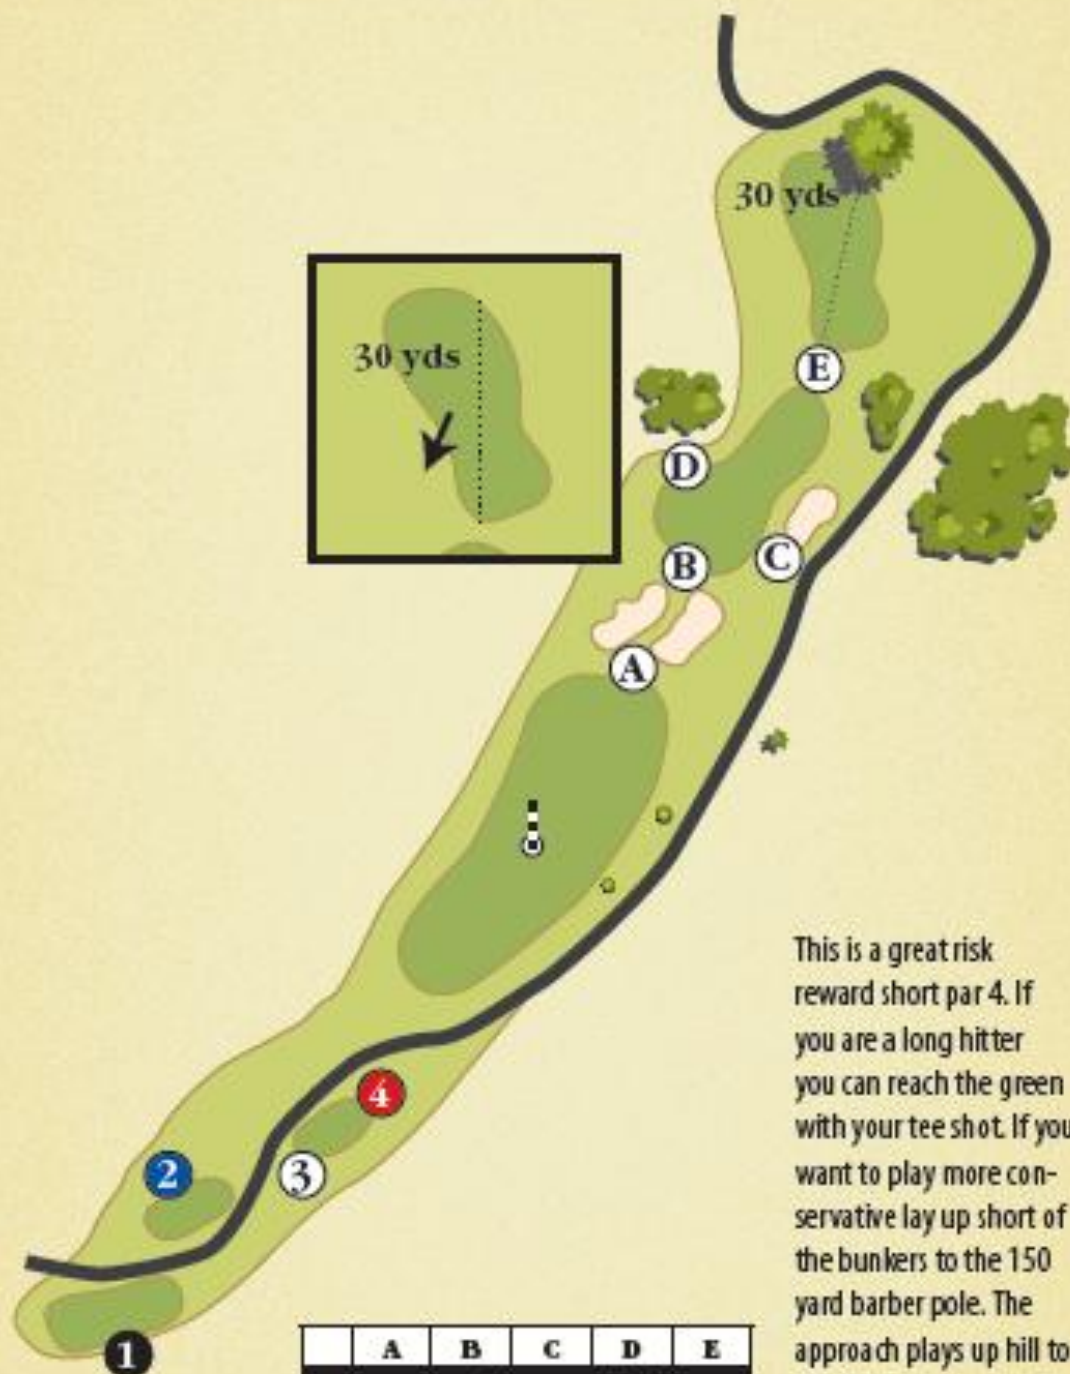 30 yds
30 yds
E
D
B
C
A
4
2
3
1
This is a great risk
reward short par 4. If
you are a long hitter
you can reach the green
with your tee shot. If you
want to play more con-
servative lay up short of
the bunkers to the 150
yard barber pole. The
approach plays up hill to
A B C D E